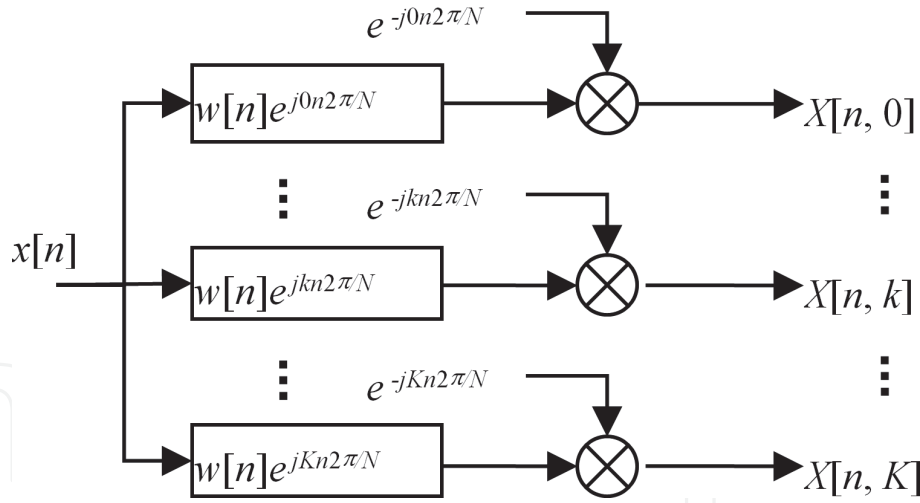 e^{-j0n2π/N}
w[n]e^{j0n2π/N}
X[n, 0]
e^{-jkn2π/N}
x[n]
w[n]e^{jkn2π/N}
X[n, k]
e^{-jKn2π/N}
w[n]e^{jKn2π/N}
X[n, K]